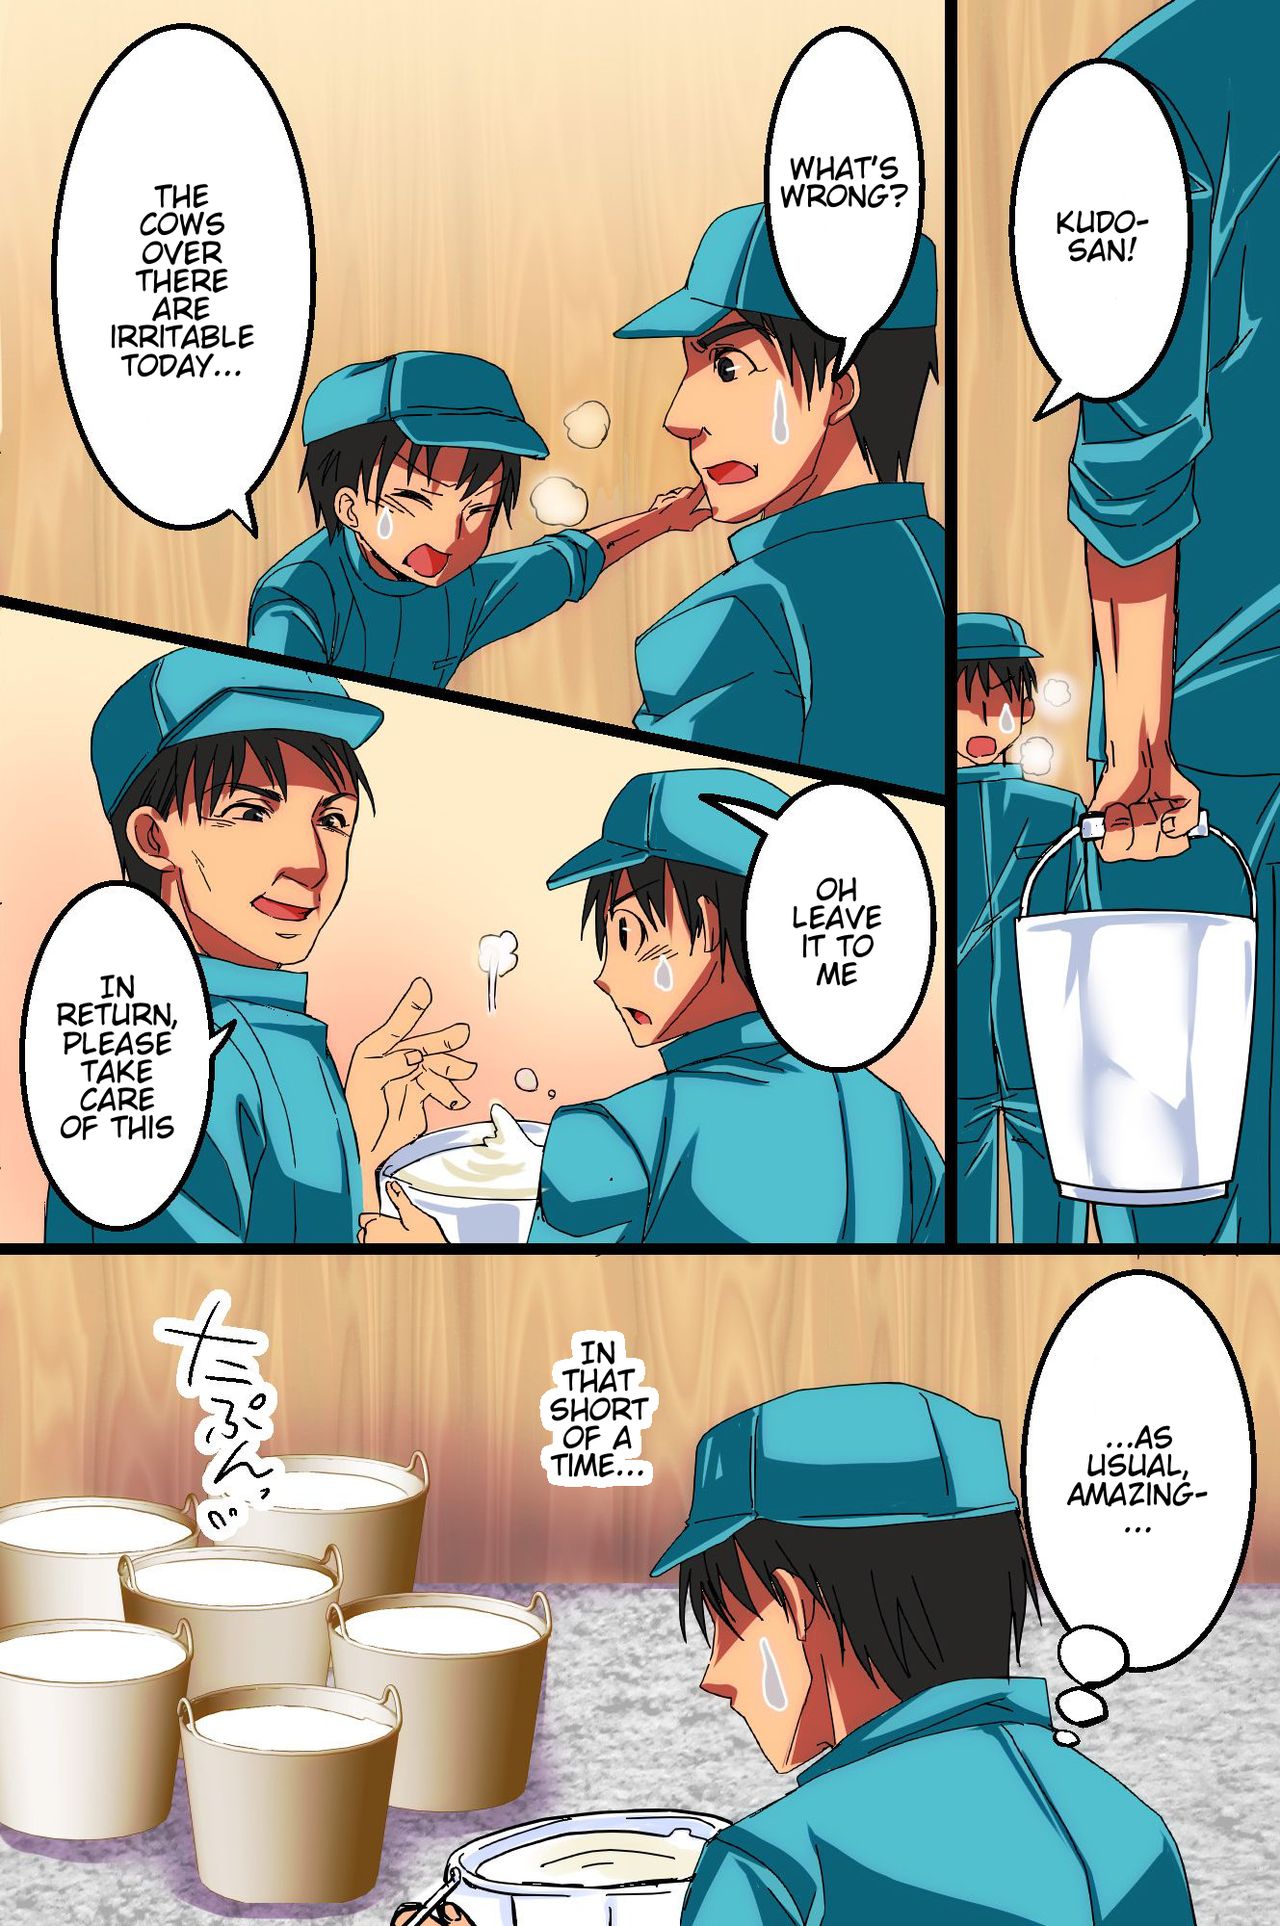 KUDO-
SAN!
WHAT'S
WRONG?
THE
COWS
OVER
THERE
ARE
IRRITABLE
TODAY...
OH
LEAVE
IT TO
ME
IN
RETURN,
PLEASE
TAKE
CARE
OF THIS
...AS
USUAL,
AMAZING-
...
IN
THAT
SHORT
OF A
TIME...
たぷん